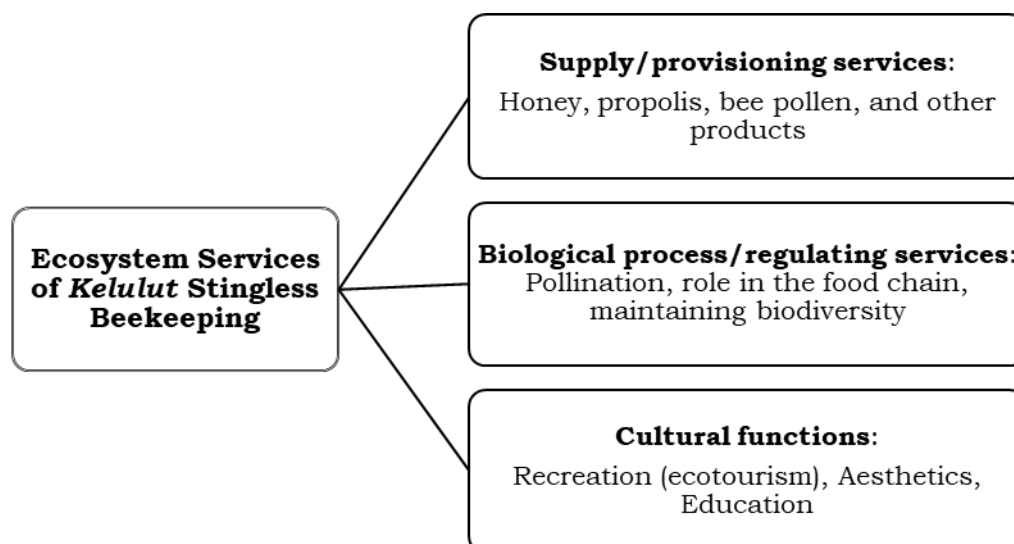 Ecosystem Services
of Kelulut Stingless
Beekeeping
Supply/provisioning services:
Honey, propolis, bee pollen, and other
products
Biological process/regulating services:
Pollination, role in the food chain,
maintaining biodiversity
Cultural functions:
Recreation (ecotourism), Aesthetics,
Education